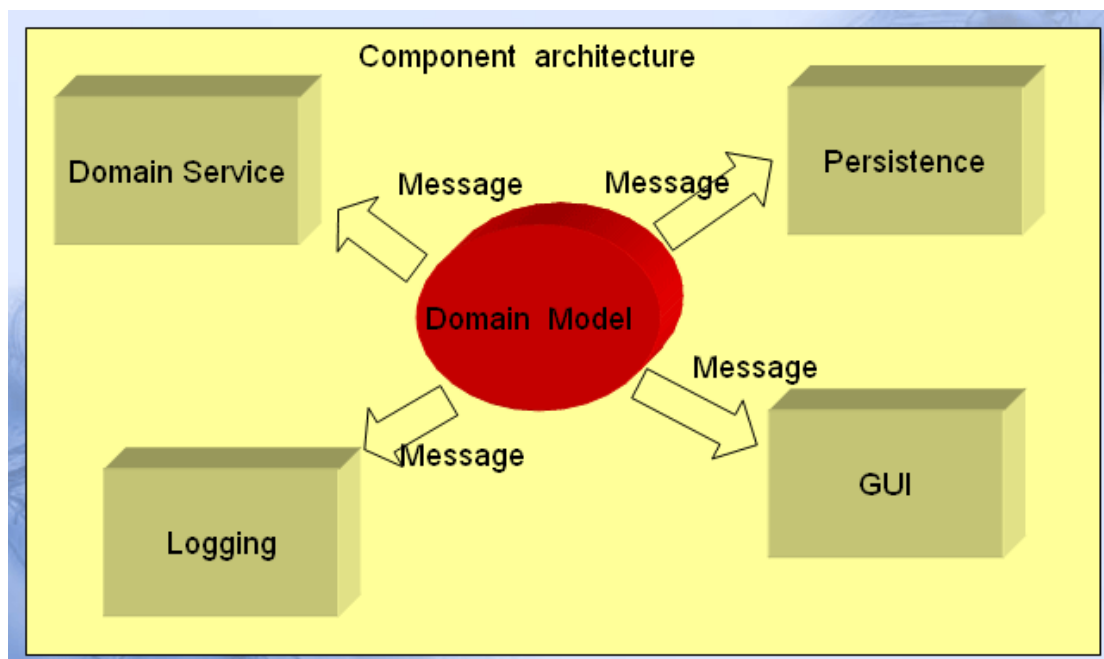 Component architecture
Domain Service
Message
Message
Persistence
Domain Model
Message
Message
GUI
Logging